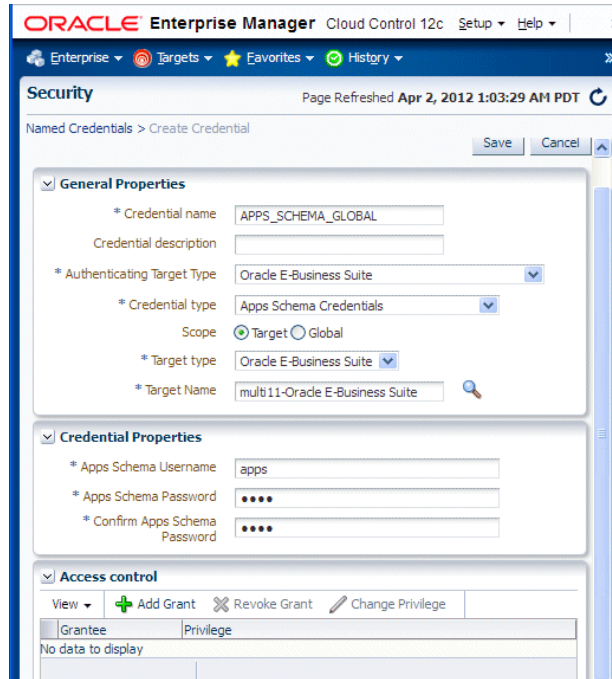 ORACLE Enterprise Manager Cloud Control 12c Setup Help
Enterprise Targets Favorites History »
Security Page Refreshed Apr 2, 2012 1:03:29 AM PDT
Named Credentials > Create Credential
Save Cancel
General Properties
* Credential name APPS_SCHEMA_GLOBAL
Credential description
* Authenticating Target Type Oracle E-Business Suite
* Credential type Apps Schema Credentials
Scope Target Global
* Target type Oracle E-Business Suite
* Target Name multi11-Oracle E-Business Suite
Credential Properties
* Apps Schema Username apps
* Apps Schema Password ••••
* Confirm Apps Schema
Password ••••
Access control
View Add Grant Revoke Grant Change Privilege
Grantee Privilege
No data to display